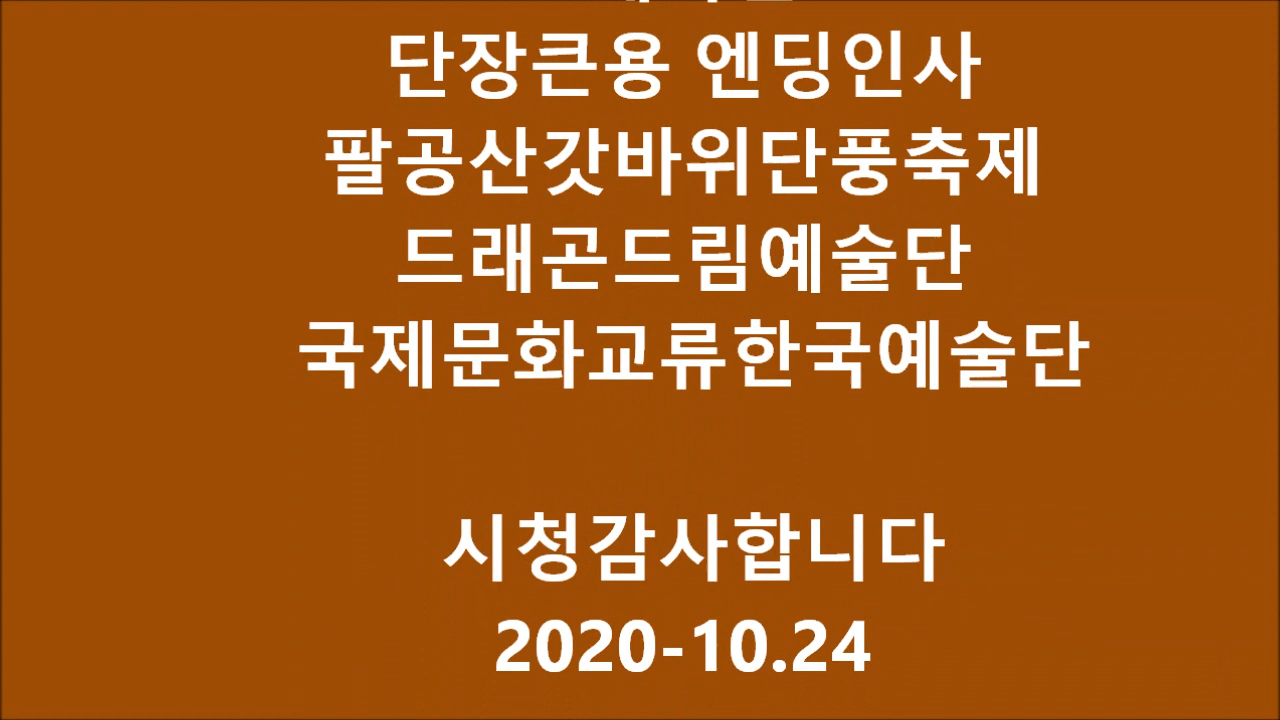 단장큰용 엔딩인사
팔공산갓바위단풍축제
드래곤드림예술단
국제문화교류한국예술단
시청감사합니다
2020-10.24